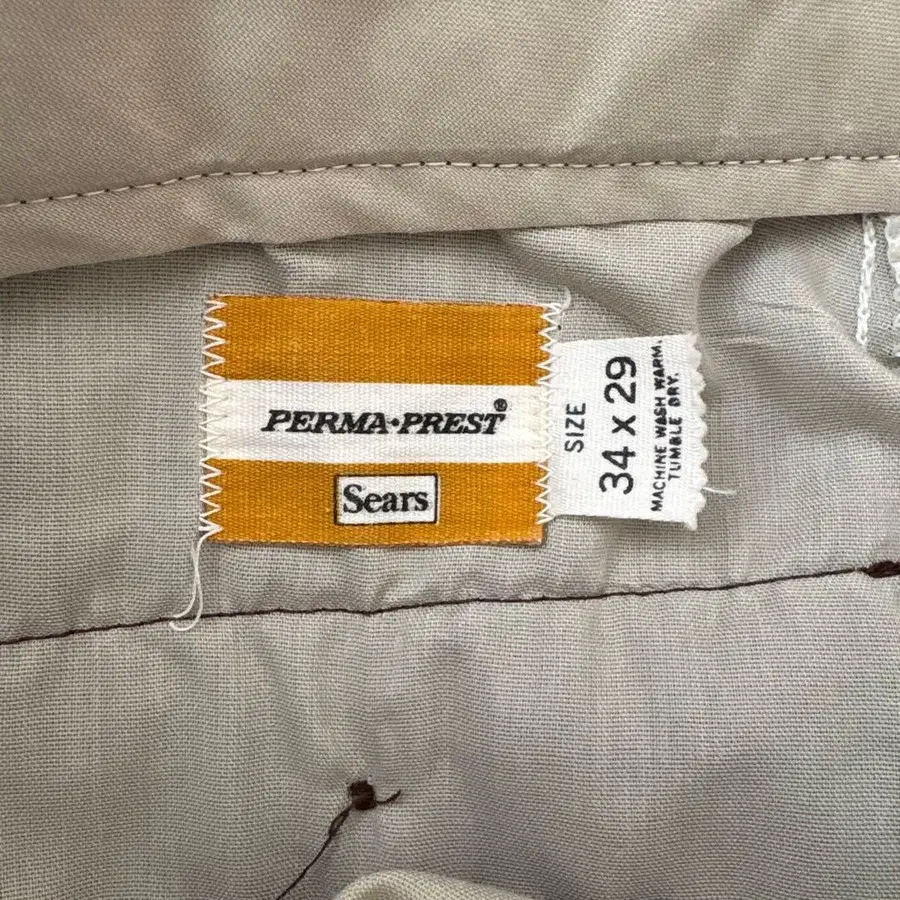 PERMA•PREST®
Sears
SIZE
34 x 29
MACHINE WASH WARM.
TUMBLE DRY.